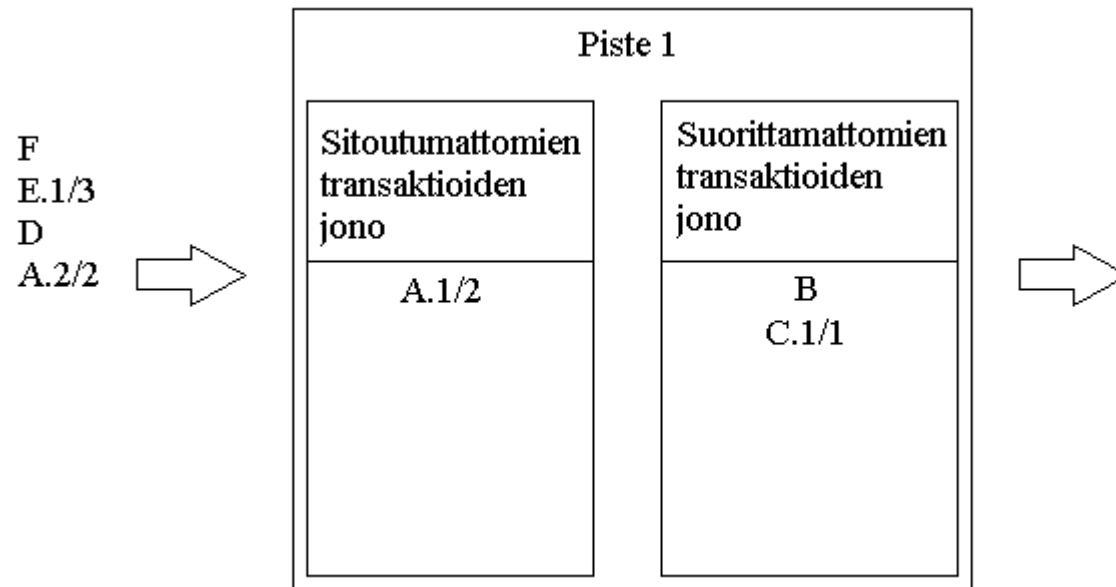 Piste 1
F
E.1/3
D
A.2/2
Sitoutumattomien
transaktioiden
jono
A.1/2
Suorittamattomien
transaktioiden
jono
B
C.1/1